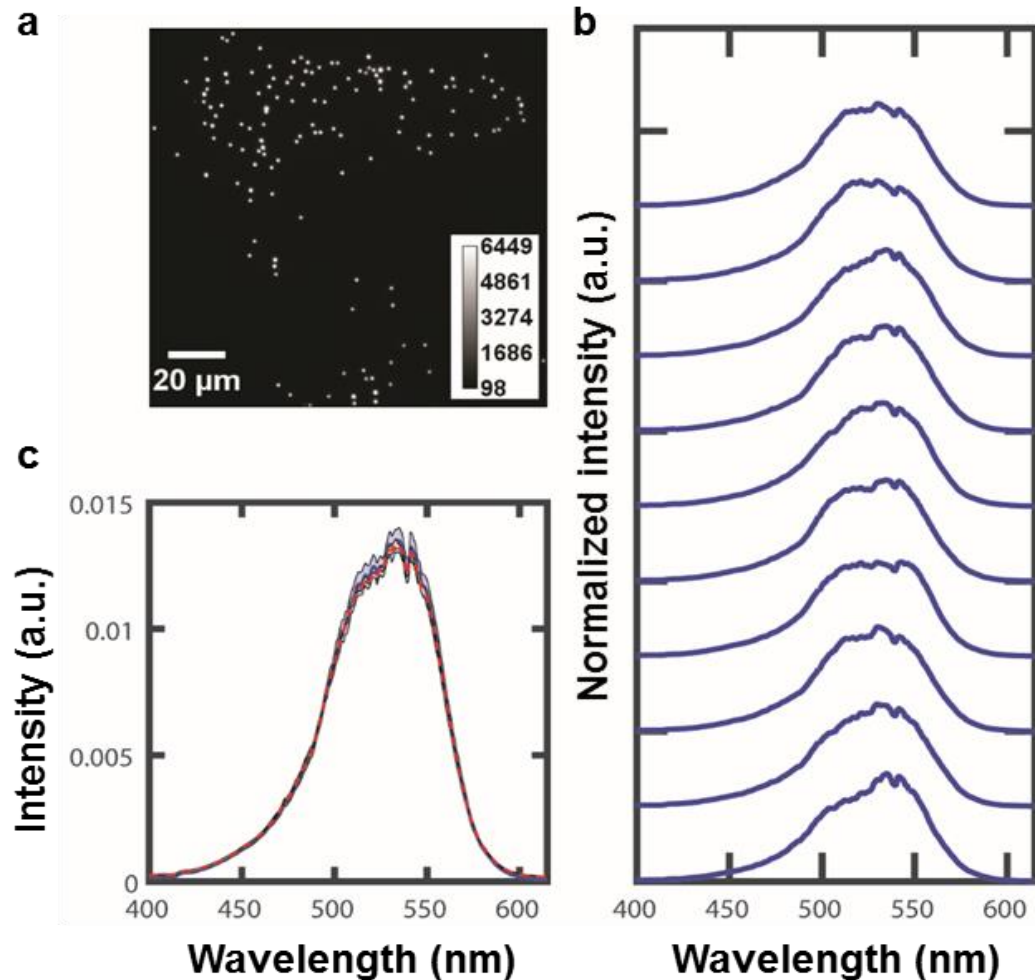 a
6449
4861
3274
1686
98
20 µm
b
Normalized intensity (a.u.)
400
450
500
550
600
Wavelength (nm)
c
Intensity (a.u.)
0.015
0.01
0.005
0
400
450
500
550
600
Wavelength (nm)